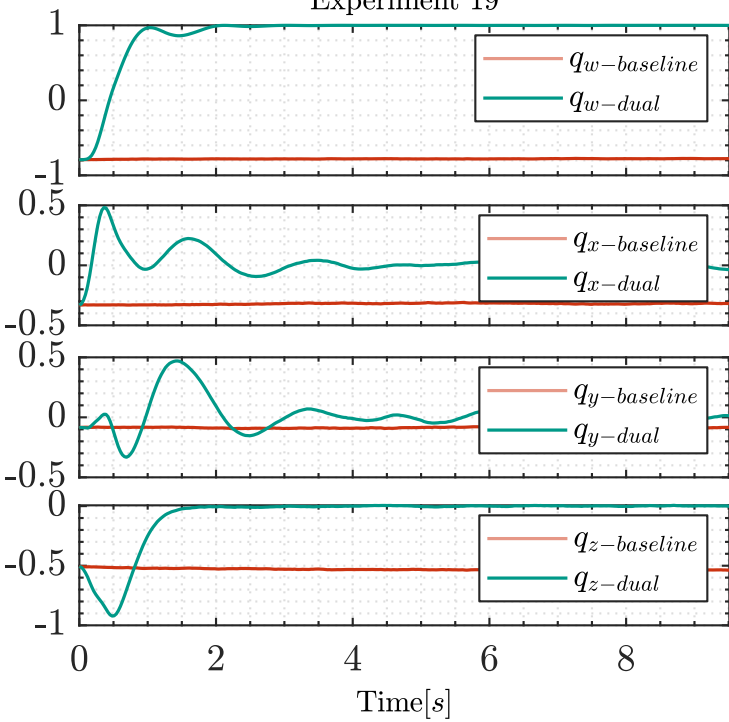 Experiment 19
1
0
-1
q_{w-baseline}
q_{w-dual}
0.5
0
-0.5
q_{x-baseline}
q_{x-dual}
0.5
0
-0.5
q_{y-baseline}
q_{y-dual}
0
-0.5
-1
q_{z-baseline}
q_{z-dual}
0 2 4 6 8
Time[s]